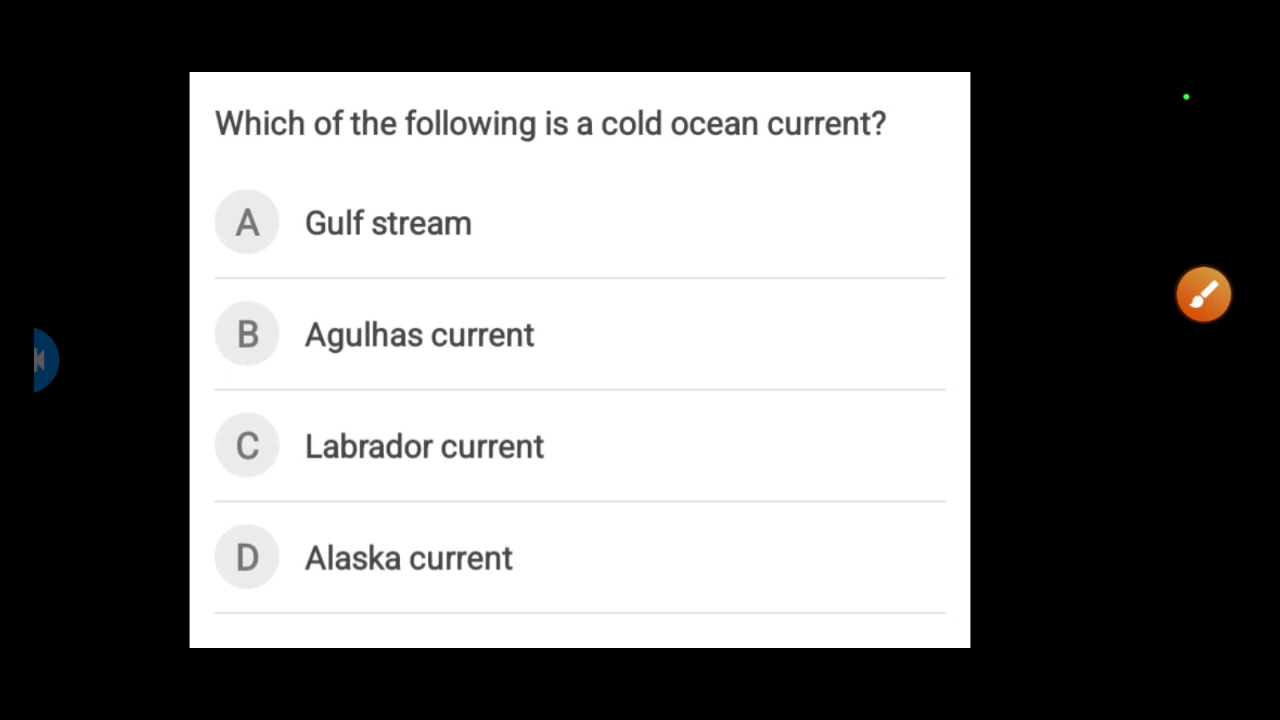 Which of the following is a cold ocean current?
A Gulf stream
B Agulhas current
C Labrador current
D Alaska current